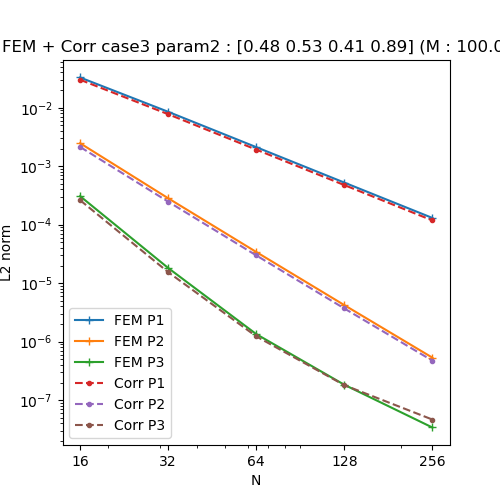 FEM + Corr case3 param2 : [0.48 0.53 0.41 0.89] (M : 100.0
10⁻²
10⁻³
10⁻⁴
10⁻⁵
10⁻⁶
10⁻⁷
L2 norm
FEM P1
FEM P2
FEM P3
Corr P1
Corr P2
Corr P3
16 32 64 128 256
N